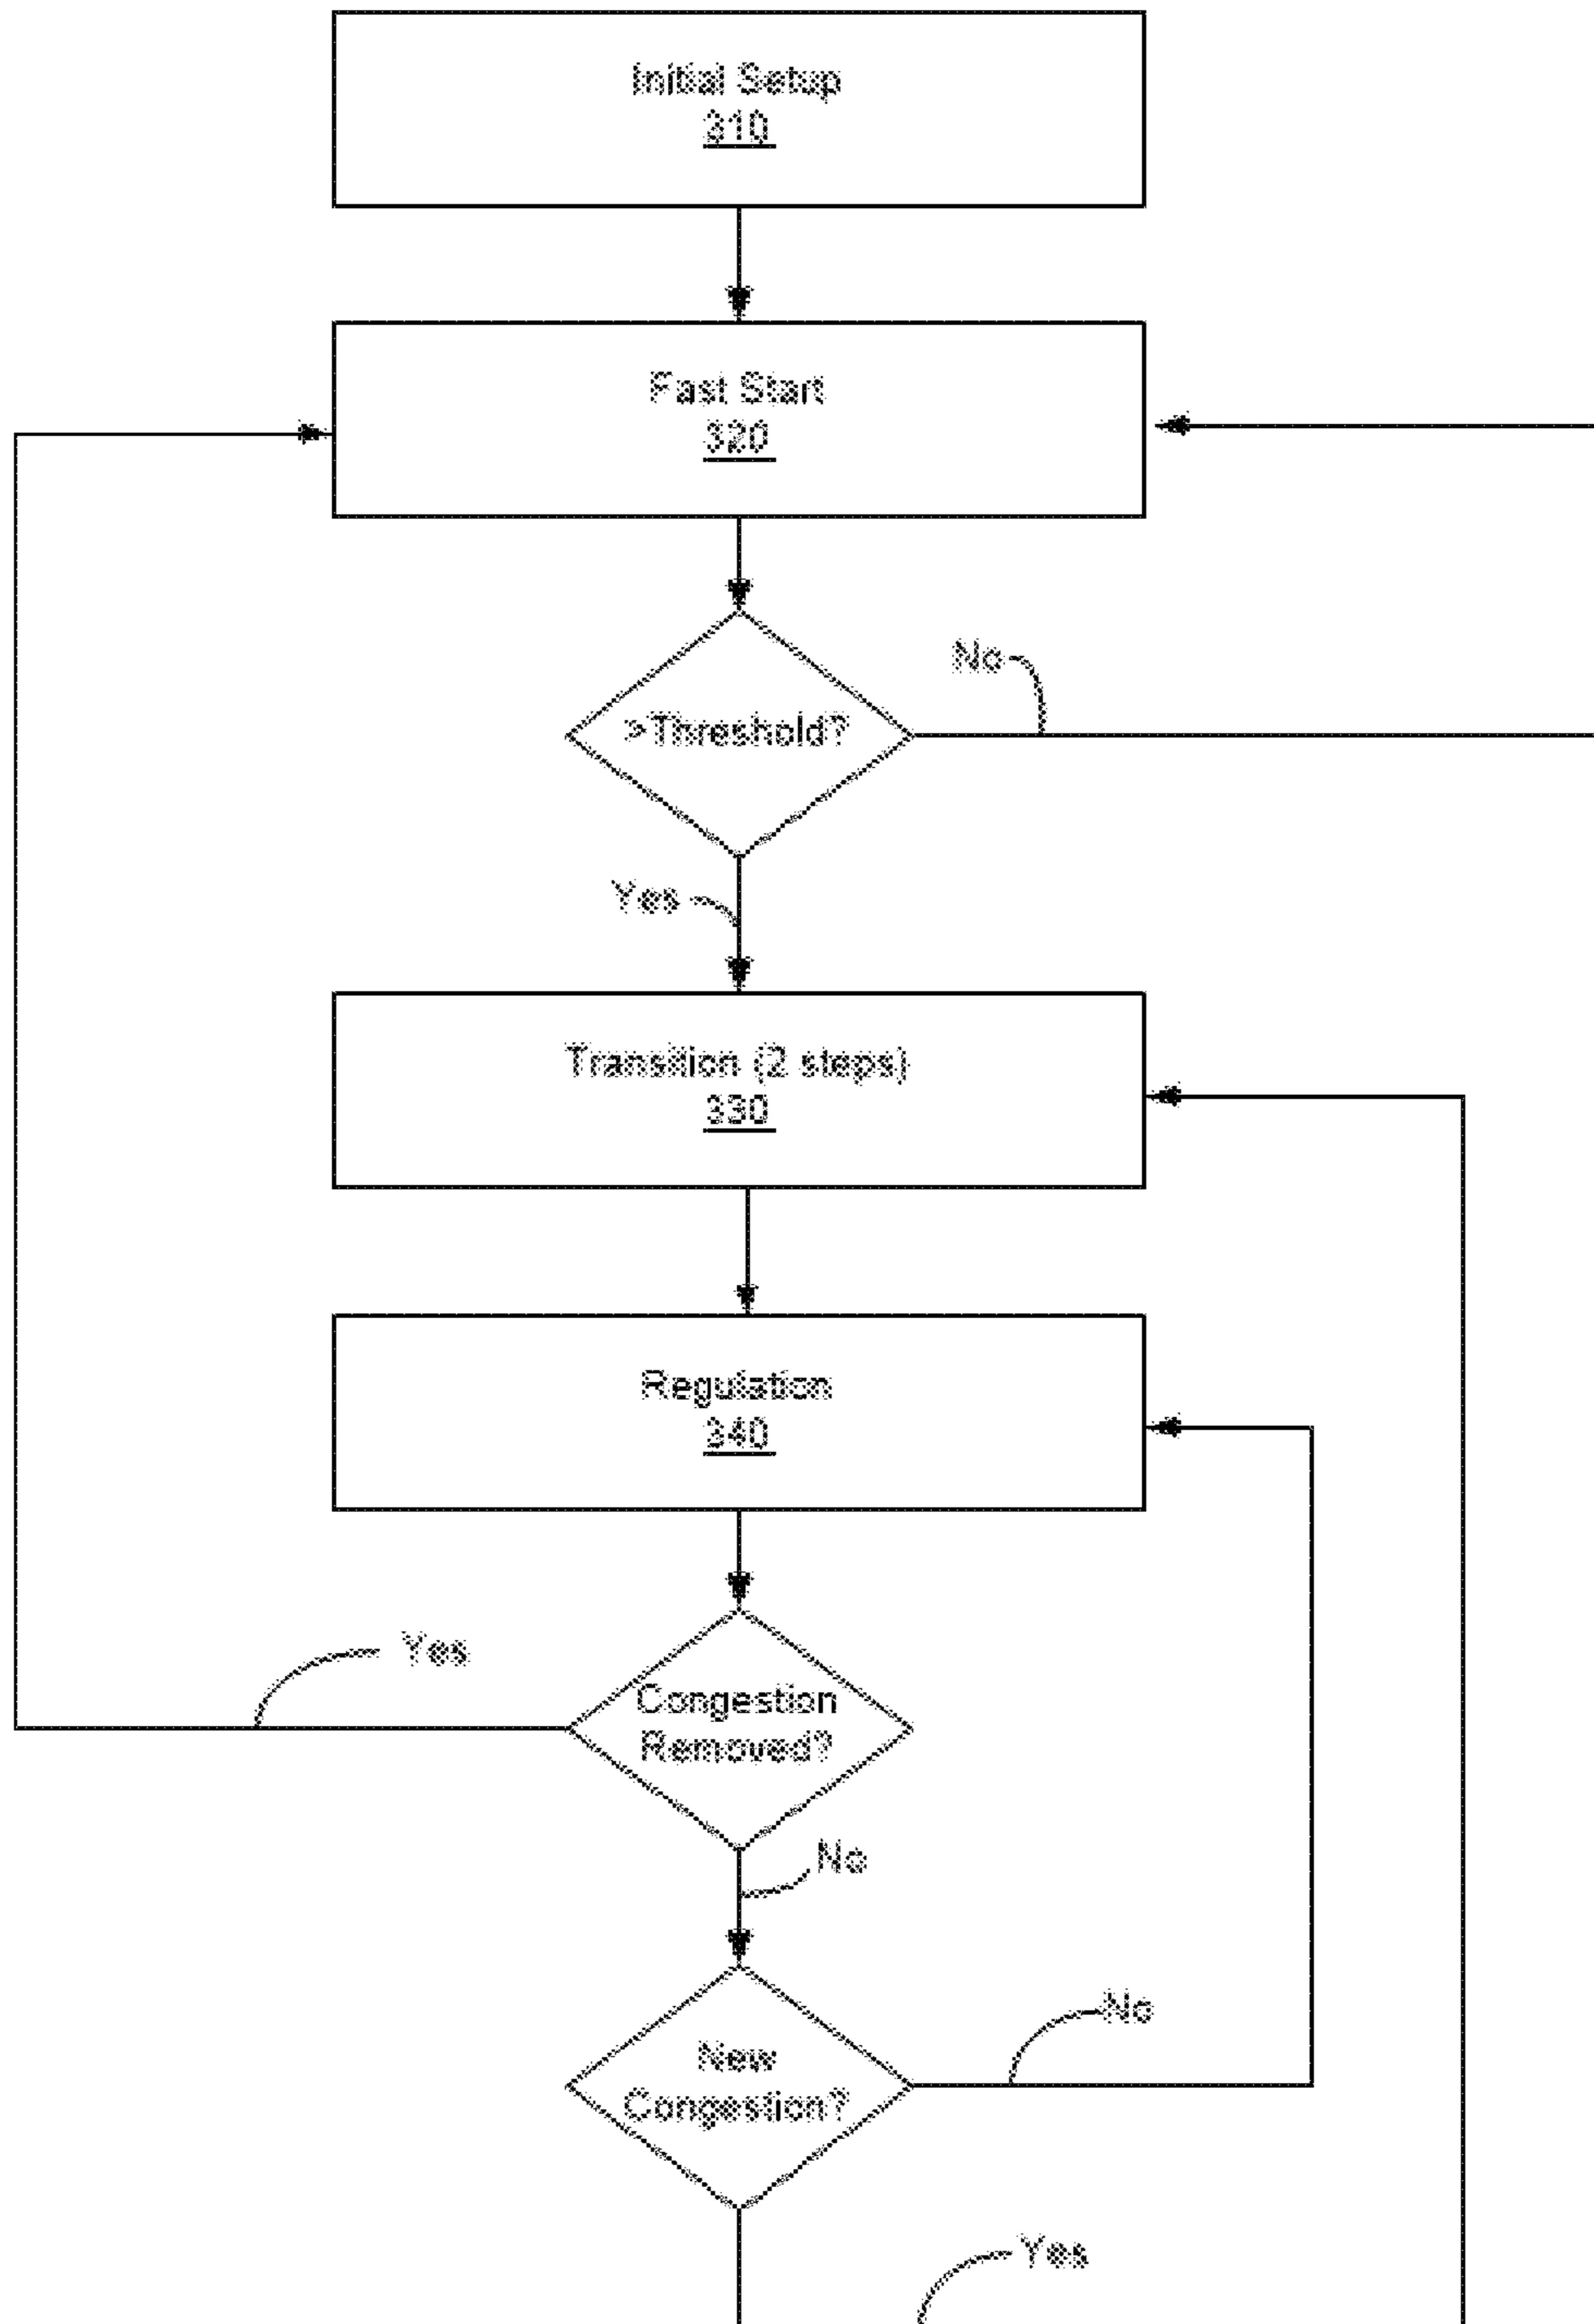 Initial Setup
310
Fast Start
320
>Threshold?
No
Yes
Transition (2 steps)
330
Regulation
340
Yes
Congestion
Removed?
No
New
Congestion?
No
Yes